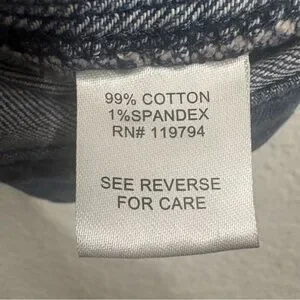 99% COTTON
1%SPANDEX
RN# 119794
SEE REVERSE
FOR CARE